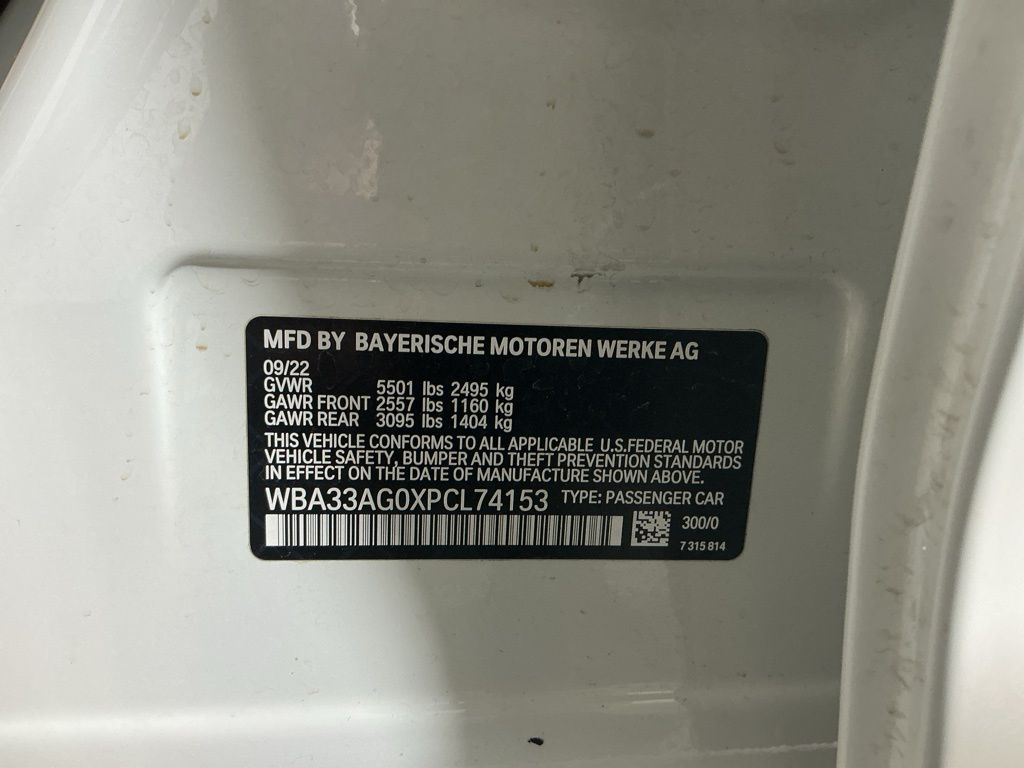 MFD BY BAYERISCHE MOTOREN WERKE AG
09/22
GVWR 5501 lbs 2495 kg
GAWR FRONT 2557 lbs 1160 kg
GAWR REAR 3095 lbs 1404 kg
THIS VEHICLE CONFORMS TO ALL APPLICABLE U.S.FEDERAL MOTOR
VEHICLE SAFETY, BUMPER AND THEFT PREVENTION STANDARDS
IN EFFECT ON THE DATE OF MANUFACTURE SHOWN ABOVE.
WBA33AG0XPCL74153 TYPE: PASSENGER CAR
300/0
7 315 814